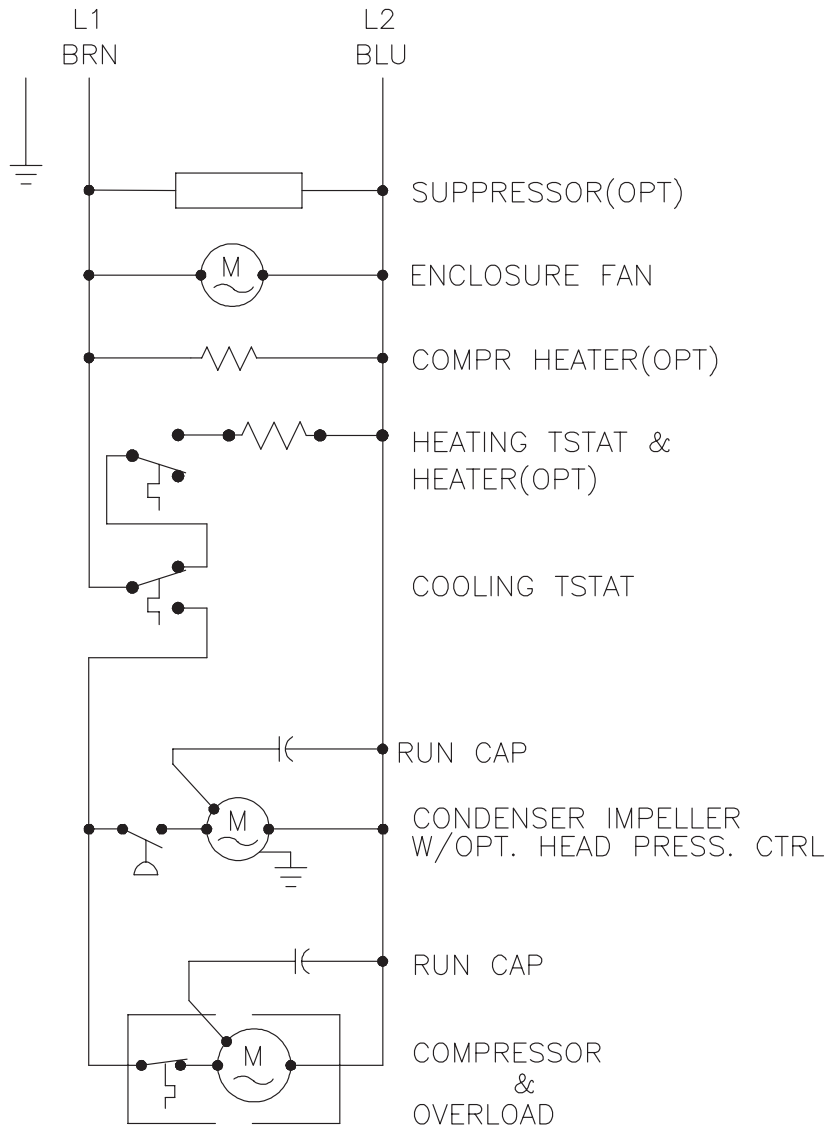 L1
L2
BRN
BLU
SUPPRESSOR(OPT)
M
ENCLOSURE FAN
COMPR HEATER(OPT)
HEATING TSTAT &
HEATER(OPT)
COOLING TSTAT
RUN CAP
M
CONDENSER IMPELLER
W/OPT. HEAD PRESS. CTRL
RUN CAP
M
COMPRESSOR
&
OVERLOAD